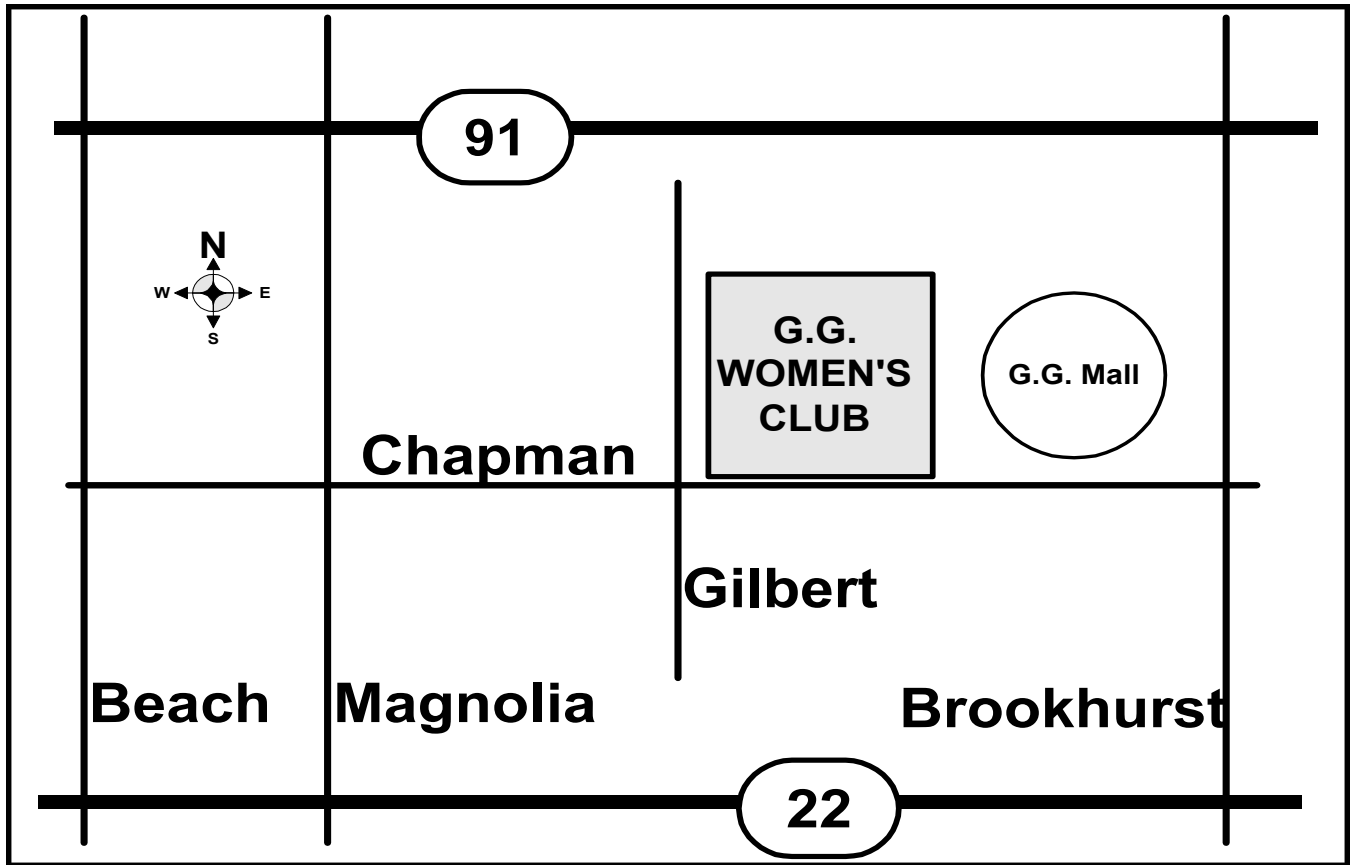 91
N
W E
S
G.G.
WOMEN'S
CLUB
G.G. Mall
Chapman
Gilbert
Beach
Magnolia
Brookhurst
22